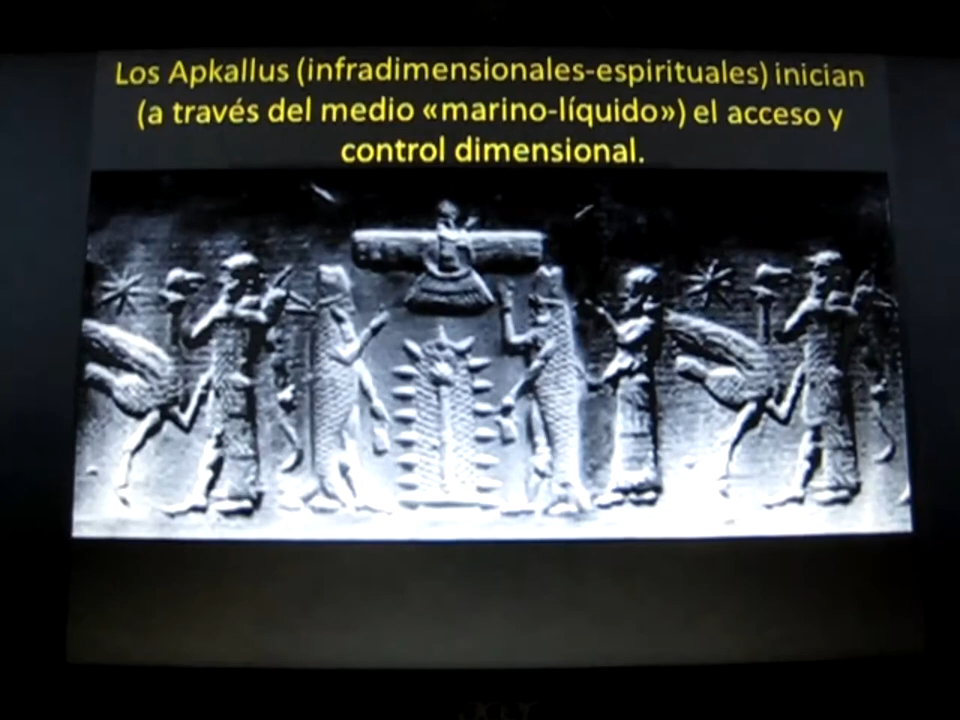 Los Apkallus (infradimensionales-espirituales) inician
(a través del medio «marino-líquido») el acceso y
control dimensional.